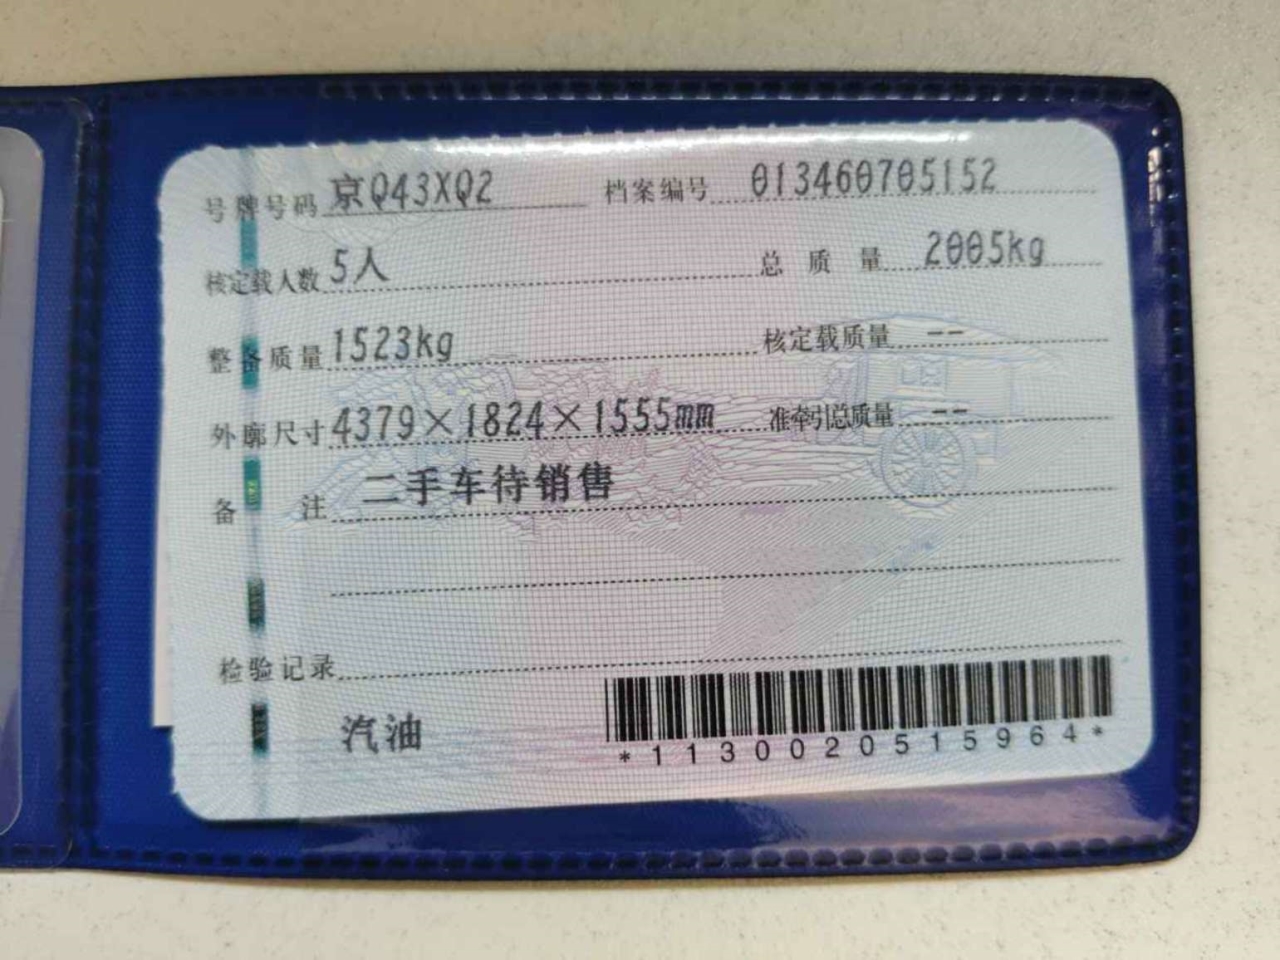 号牌号码 京Q43XQ2 档案编号 013460705152
核定载人数 5人 总质量 2005kg
整备质量 1523kg 核定载质量 --
外廓尺寸 4379×1824×1555mm 准牵引总质量 --
备注 二手车待销售
检验记录
汽油
*1130020515964*